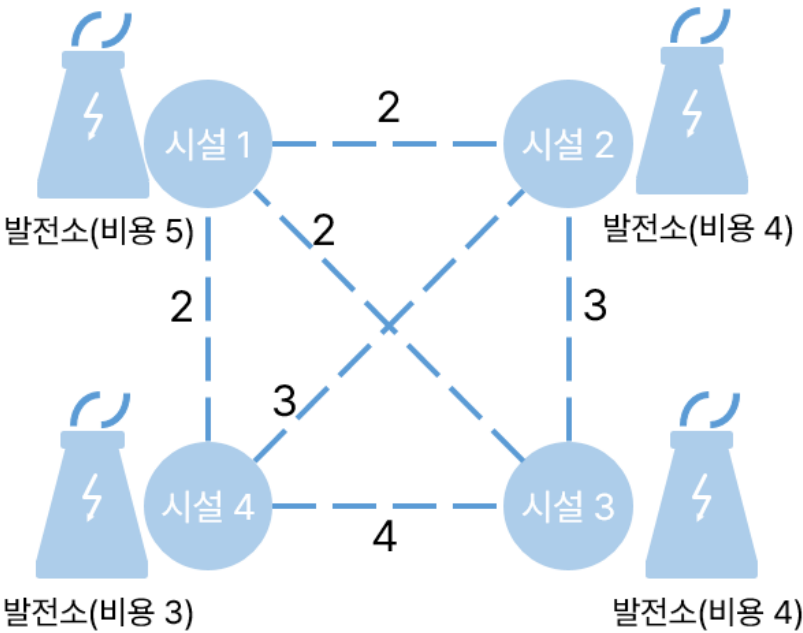 2
시설 1
시설 2
발전소(비용 5)
발전소(비용 4)
2
2
3
3
시설 4
시설 3
4
발전소(비용 3)
발전소(비용 4)